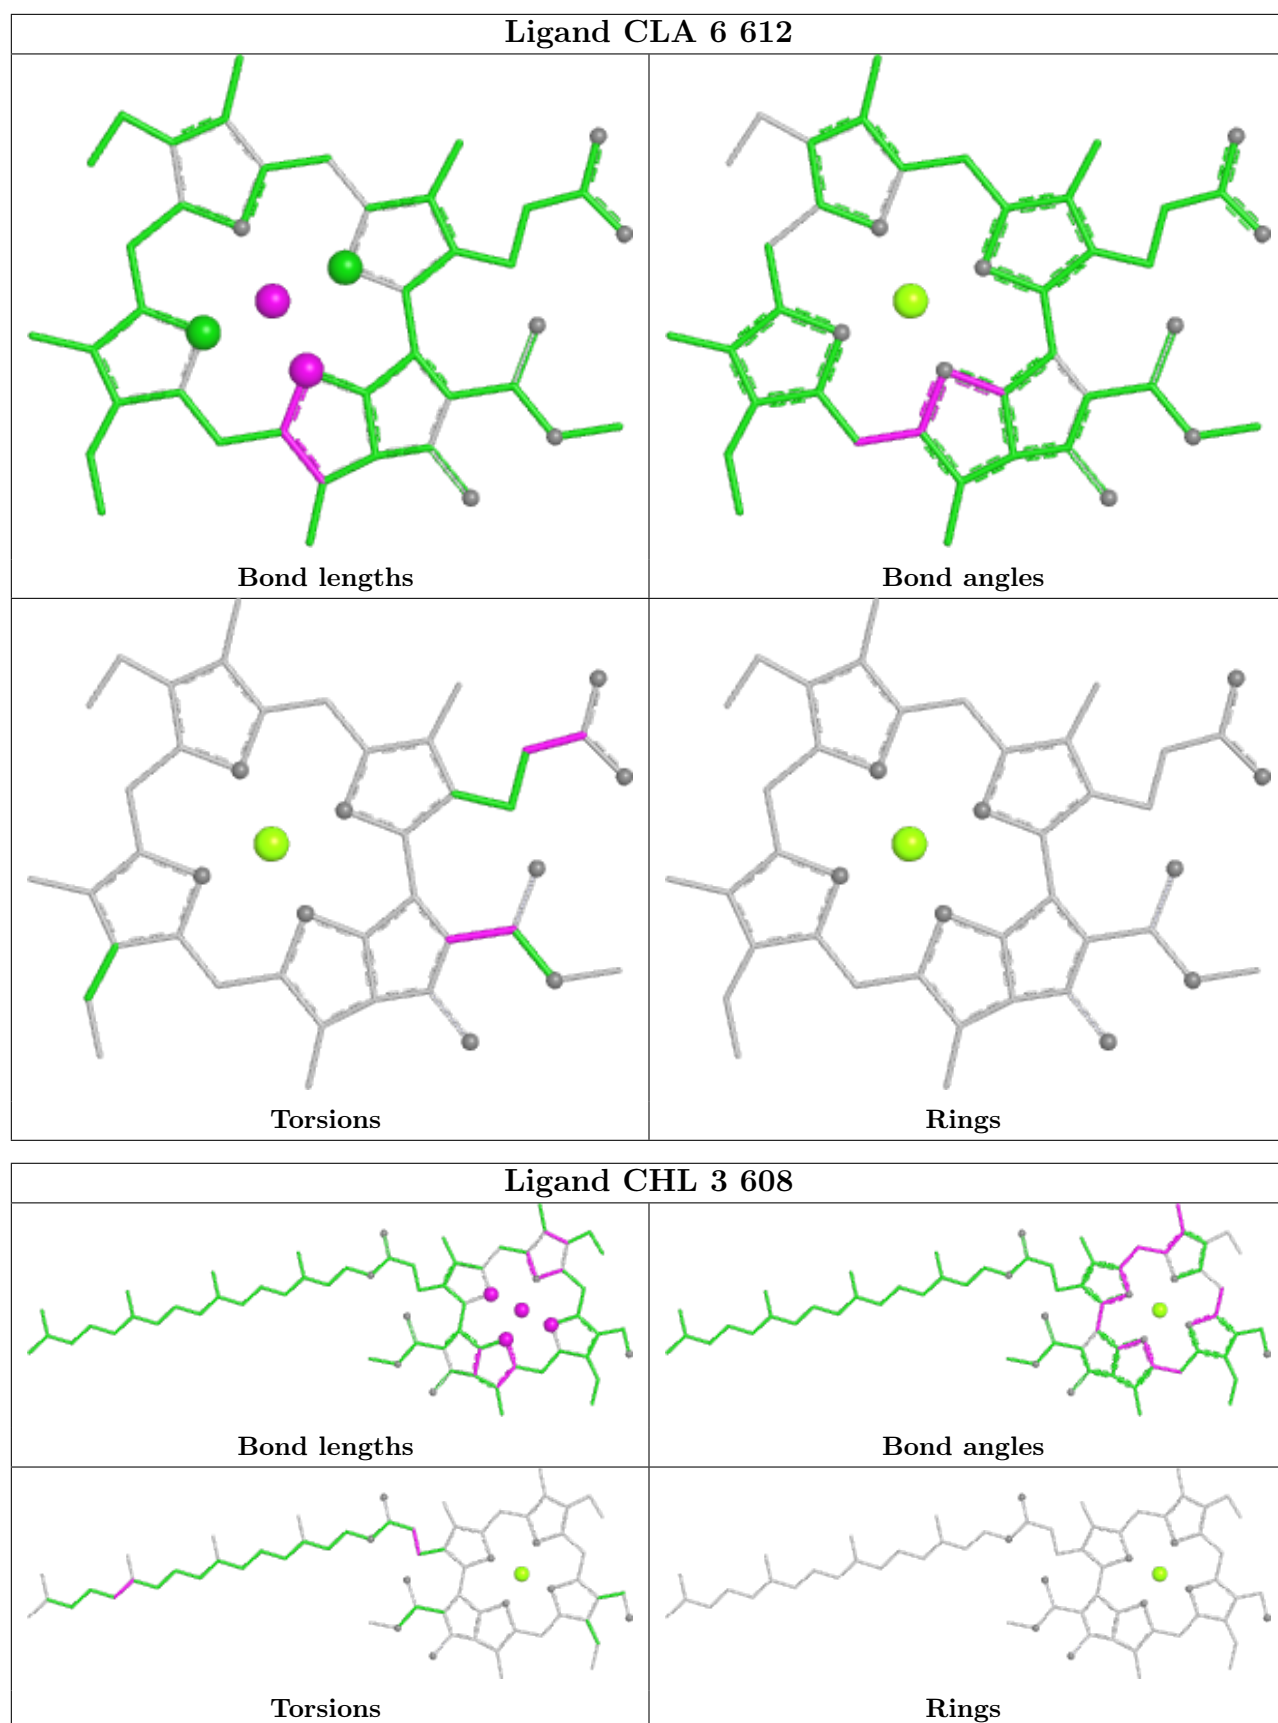 Ligand CLA 6 612
Bond lengths
Bond angles
Torsions
Rings
Ligand CHL 3 608
Bond lengths
Bond angles
Torsions
Rings